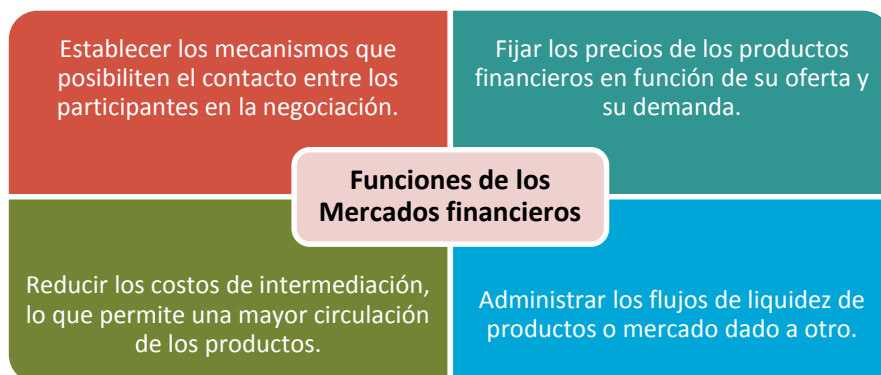 Establecer los mecanismos que
posibiliten el contacto entre los
participantes en la negociación.
Fijar los precios de los productos
financieros en función de su oferta y
su demanda.
Funciones de los
Mercados financieros
Reducir los costos de intermediación,
lo que permite una mayor circulación
de los productos.
Administrar los flujos de liquidez de
productos o mercado dado a otro.